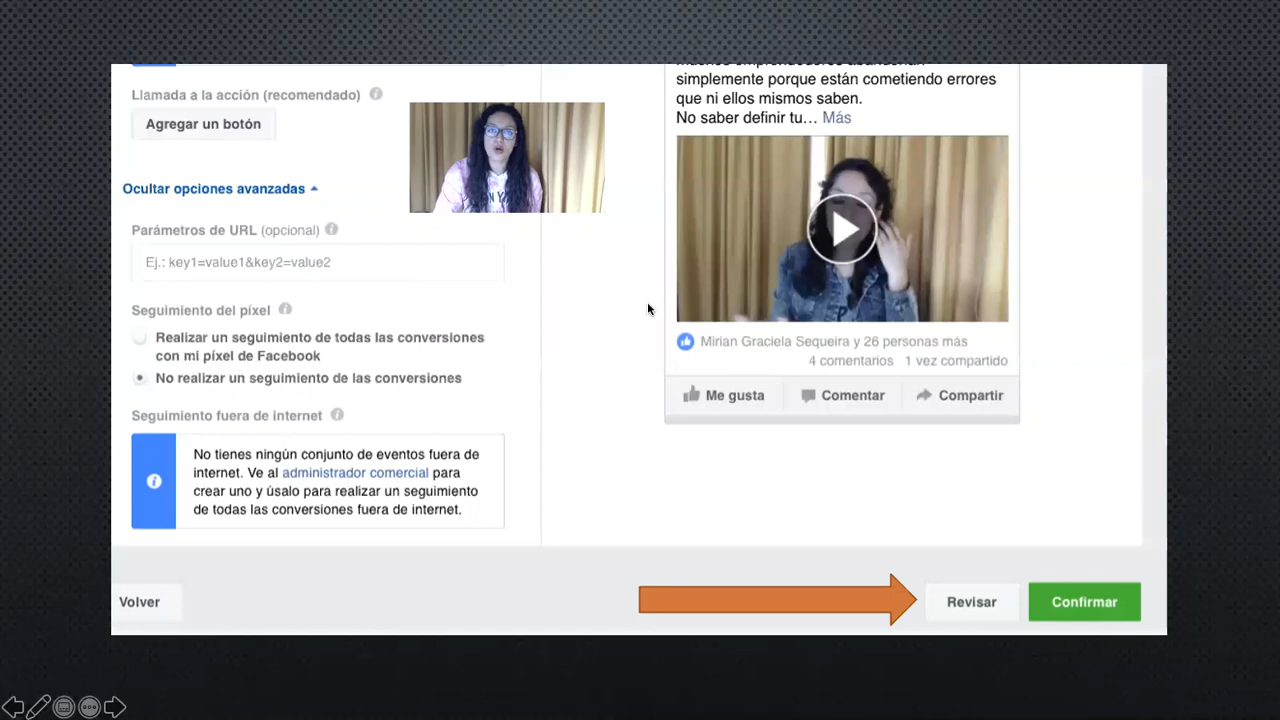 Llamada a la acción (recomendado)
Agregar un botón
Ocultar opciones avanzadas
Parámetros de URL (opcional)
Ej.: key1=value1&key2=value2
Seguimiento del píxel
Realizar un seguimiento de todas las conversiones
con mi píxel de Facebook
No realizar un seguimiento de las conversiones
Seguimiento fuera de internet
No tienes ningún conjunto de eventos fuera de
internet. Ve al administrador comercial para
crear uno y úsalo para realizar un seguimiento
de todas las conversiones fuera de internet.
simplemente porque están cometiendo errores
que ni ellos mismos saben.
No saber definir tu... Más
Mirian Graciela Sequeira y 26 personas más
4 comentarios 1 vez compartido
Me gusta Comentar Compartir
Volver
Revisar
Confirmar